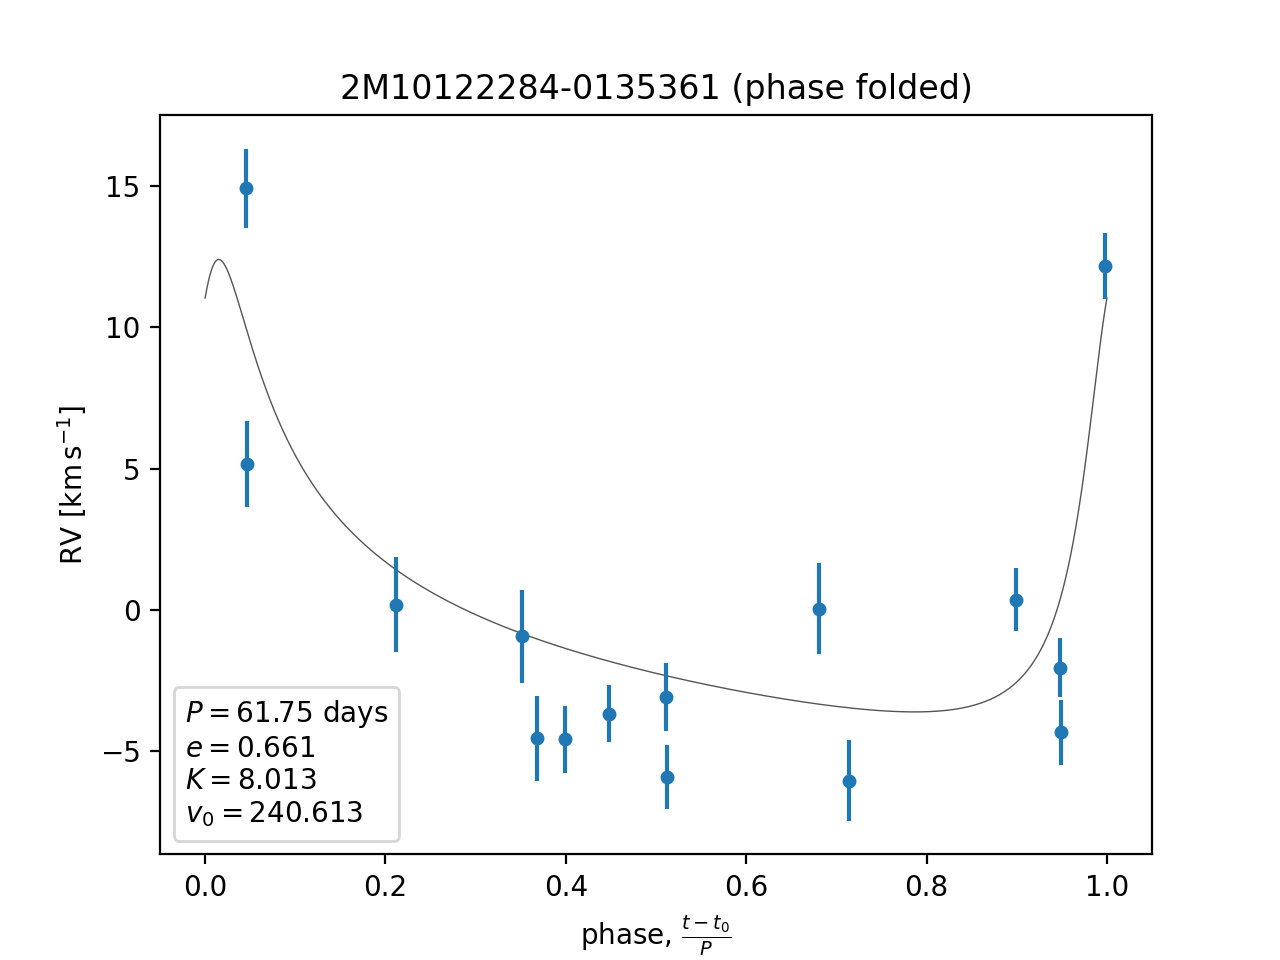 2M10122284-0135361 (phase folded)
15
10
5
0
−5
RV [km s⁻¹]
P = 61.75 days
e = 0.661
K = 8.013
v₀ = 240.613
0.0 0.2 0.4 0.6 0.8 1.0
phase, (t − t₀)/P